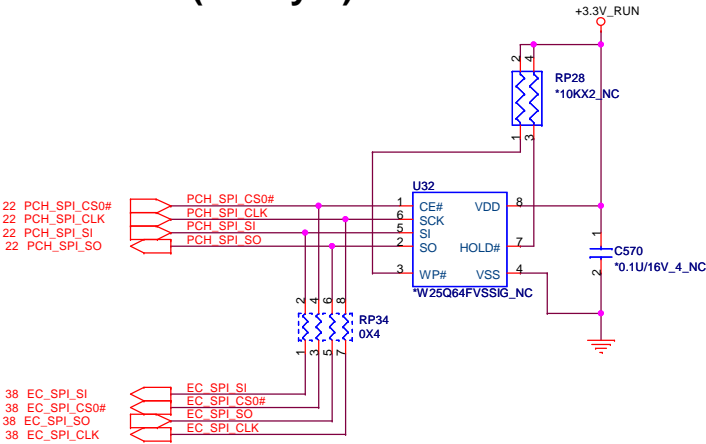 +3.3V_RUN
2 4
RP28
*10KX2_NC
1 3
U32
22 PCH_SPI_CS0# PCH_SPI_CS0# 1 CE# VDD 8
22 PCH_SPI_CLK PCH_SPI_CLK 6 SCK
22 PCH_SPI_SI PCH_SPI_SI 5 SI
22 PCH_SPI_SO PCH_SPI_SO 2 SO HOLD# 7
3 WP# VSS 4
*W25Q64FVSSIG_NC
1
C570
*0.1U/16V_4_NC
2
2 4 6 8
RP34
0X4
1 3 5 7
38 EC_SPI_SI EC_SPI_SI
38 EC_SPI_CS0# EC_SPI_CS0#
38 EC_SPI_SO EC_SPI_SO
38 EC_SPI_CLK EC_SPI_CLK